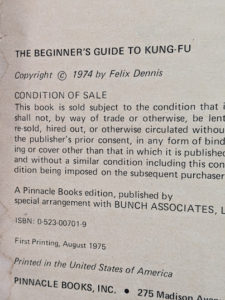 THE BEGINNER'S GUIDE TO KUNG-FU
Copyright © 1974 by Felix Dennis
CONDITION OF SALE
This book is sold subject to the condition that i
shall not, by way of trade or otherwise, be lent
re-sold, hired out, or otherwise circulated withou
the publisher's prior consent, in any form of bind
ing or cover other than that in which it is published
and without a similar condition including this con
dition being imposed on the subsequent purchaser
A Pinnacle Books edition, published by
special arrangement with BUNCH ASSOCIATES, L
ISBN: 0-523-00701-9
First Printing, August 1975
Printed in the United States of America
PINNACLE BOOKS, INC. • 275 Madison Avenu